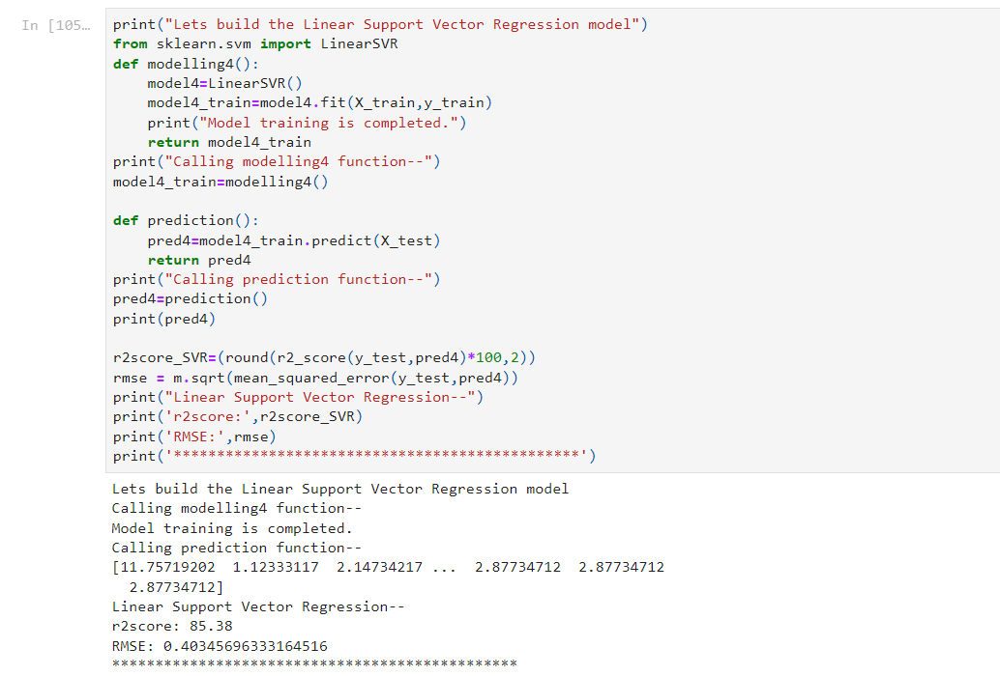 In [105…
print("Lets build the Linear Support Vector Regression model")
from sklearn.svm import LinearSVR
def modelling4():
    model4=LinearSVR()
    model4_train=model4.fit(X_train,y_train)
    print("Model training is completed.")
    return model4_train
print("Calling modelling4 function--")
model4_train=modelling4()

def prediction():
    pred4=model4_train.predict(X_test)
    return pred4
print("Calling prediction function--")
pred4=prediction()
print(pred4)

r2score_SVR=(round(r2_score(y_test,pred4)*100,2))
rmse = m.sqrt(mean_squared_error(y_test,pred4))
print("Linear Support Vector Regression--")
print('r2score:',r2score_SVR)
print('RMSE:',rmse)
print('***********************************************')
Lets build the Linear Support Vector Regression model
Calling modelling4 function--
Model training is completed.
Calling prediction function--
[11.75719202  1.12333117  2.14734217 ...  2.87734712  2.87734712
  2.87734712]
Linear Support Vector Regression--
r2score: 85.38
RMSE: 0.40345696333164516
***********************************************